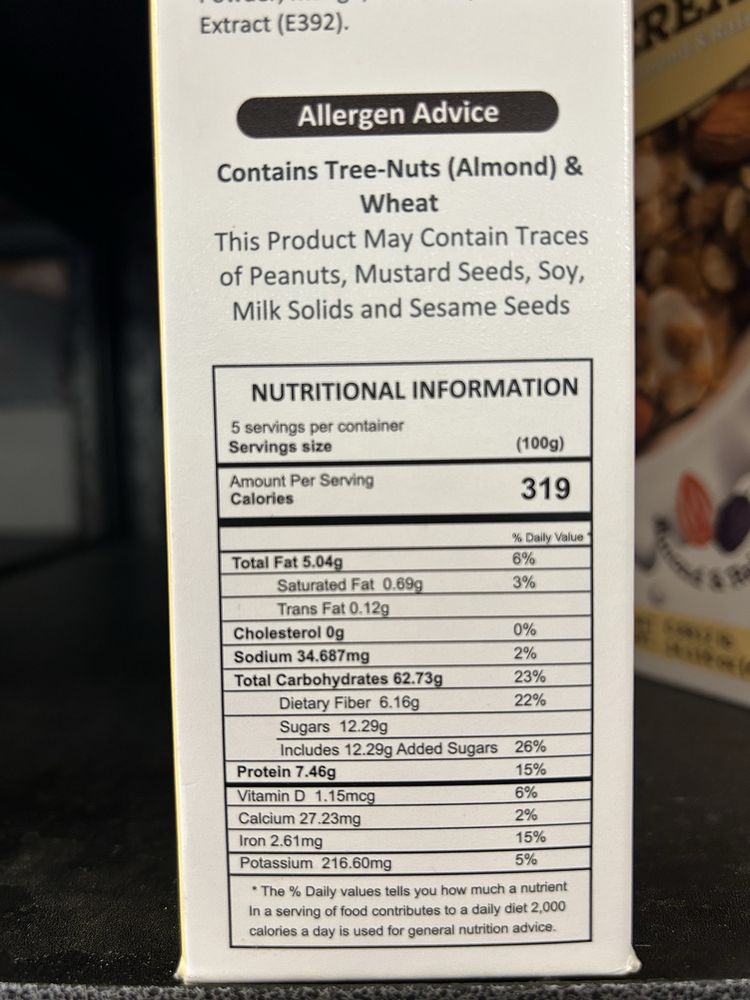 Extract (E392).
Allergen Advice
Contains Tree-Nuts (Almond) &
Wheat
This Product May Contain Traces
of Peanuts, Mustard Seeds, Soy,
Milk Solids and Sesame Seeds
NUTRITIONAL INFORMATION
5 servings per container
Servings size (100g)
Amount Per Serving
Calories 319
% Daily Value *
Total Fat 5.04g 6%
Saturated Fat 0.69g 3%
Trans Fat 0.12g
Cholesterol 0g 0%
Sodium 34.687mg 2%
Total Carbohydrates 62.73g 23%
Dietary Fiber 6.16g 22%
Sugars 12.29g
Includes 12.29g Added Sugars 26%
Protein 7.46g 15%
Vitamin D 1.15mcg 6%
Calcium 27.23mg 2%
Iron 2.61mg 15%
Potassium 216.60mg 5%
* The % Daily values tells you how much a nutrient
In a serving of food contributes to a daily diet 2,000
calories a day is used for general nutrition advice.